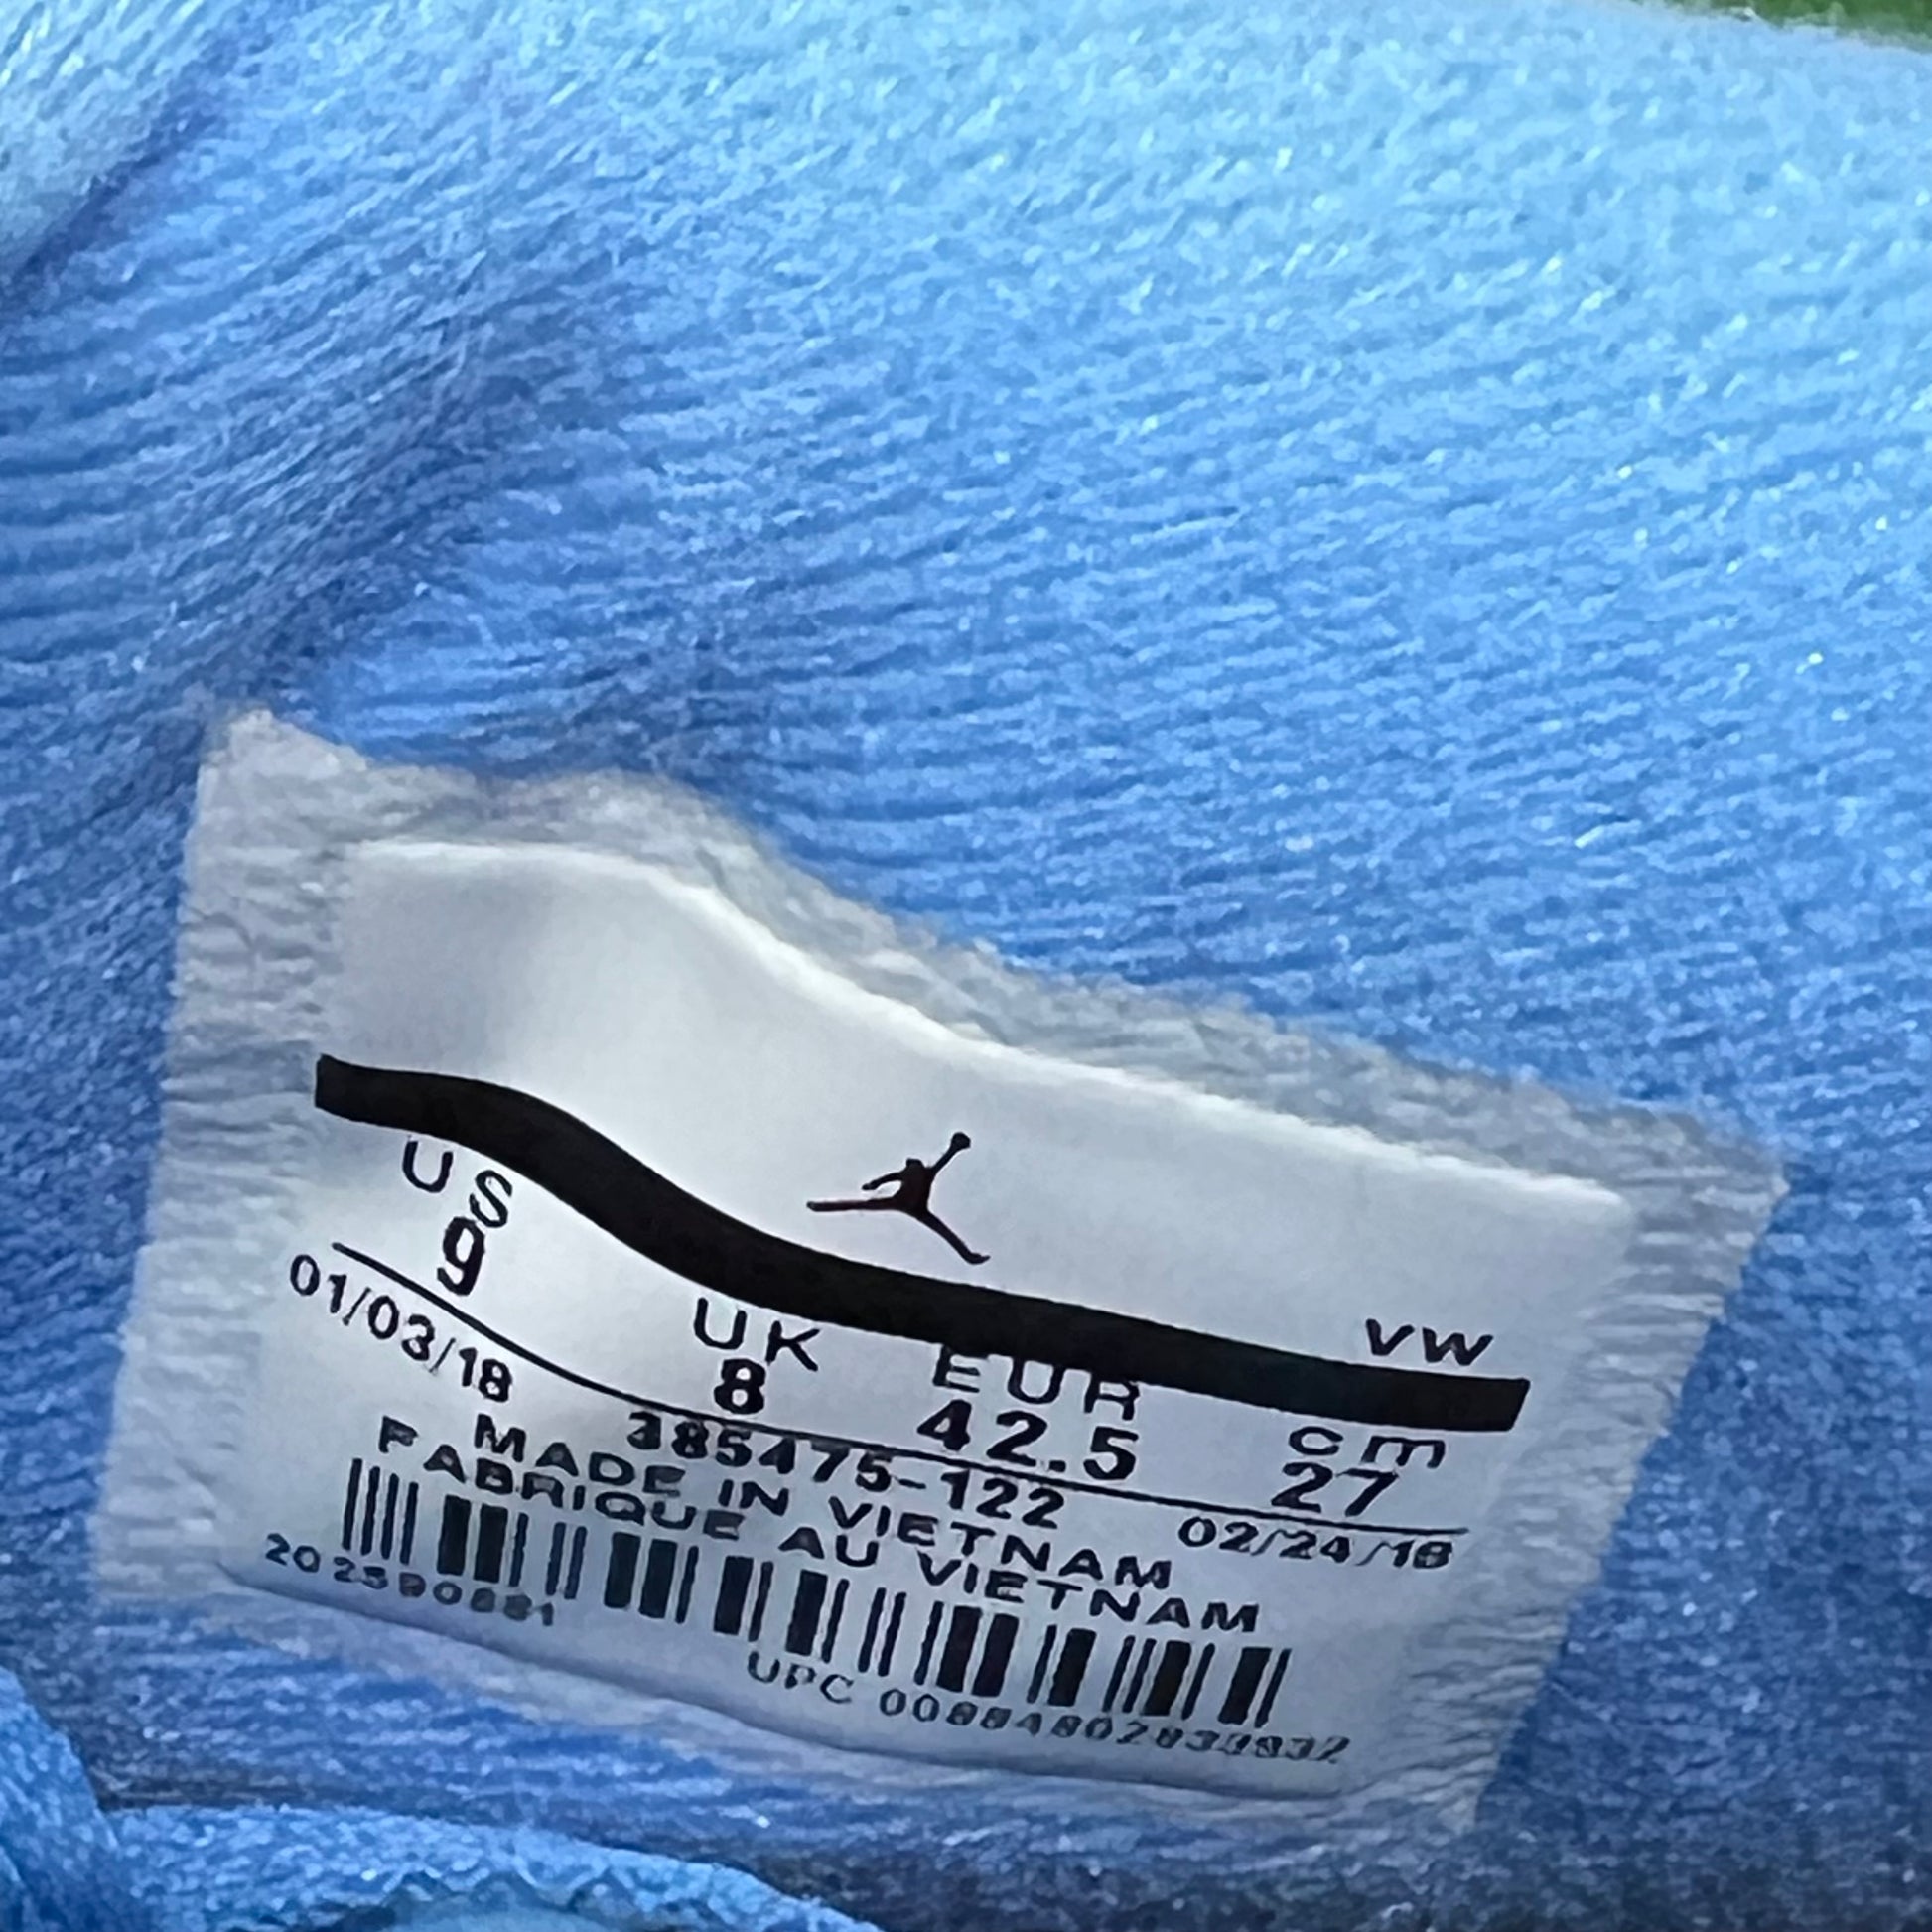 VW
US UK EUR cm
9 8 42.5 27
01/03/18 385475-122 02/24/18
MADE IN VIETNAM
FABRIQUE AU VIETNAM
UPC